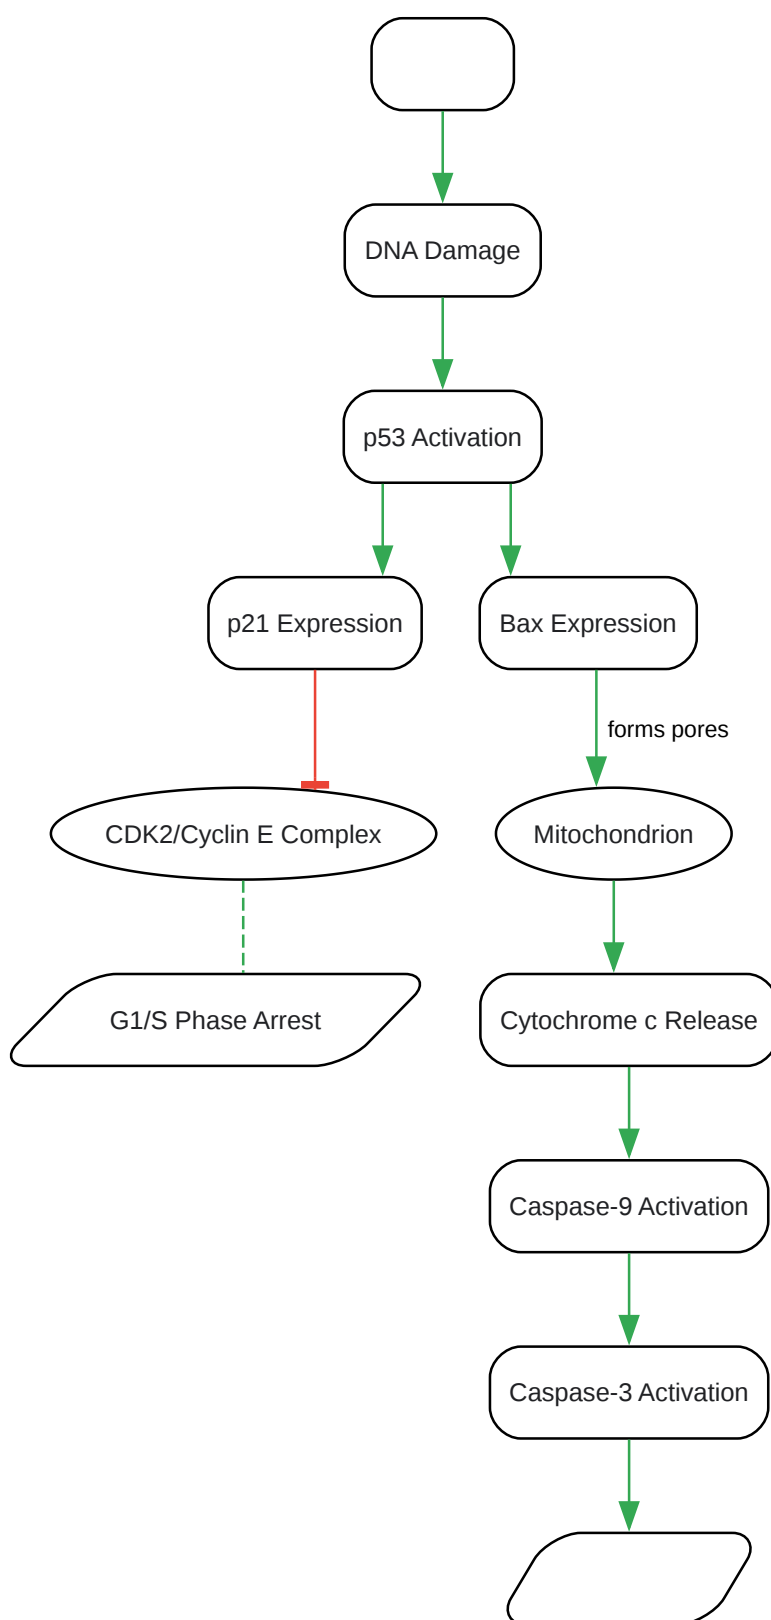 DNA Damage
p53 Activation
p21 Expression
Bax Expression
forms pores
CDK2/Cyclin E Complex
Mitochondrion
G1/S Phase Arrest
Cytochrome c Release
Caspase-9 Activation
Caspase-3 Activation